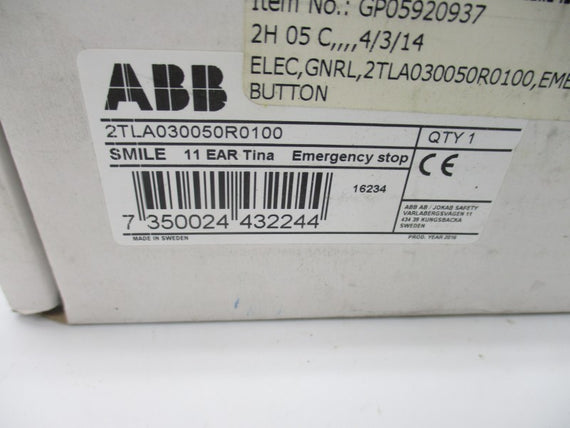 Item No.: GP05920937
2H 05 C,,,,4/3/14
ELEC,GNRL,2TLA030050R0100,EME
BUTTON
ABB
2TLA030050R0100
QTY 1
SMILE 11 EAR Tina Emergency stop
CE
16234
7 350024 432244
MADE IN SWEDEN
ABB AB / JOKAB SAFETY
VARLABERGSVÄGEN 11
434 39 KUNGSBACKA
SWEDEN
PROD. YEAR 2016